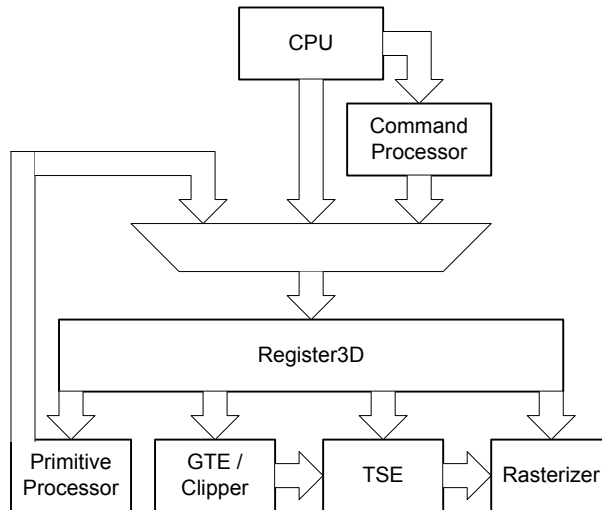 CPU
Command
Processor
Register3D
Primitive
Processor
GTE /
Clipper
TSE
Rasterizer